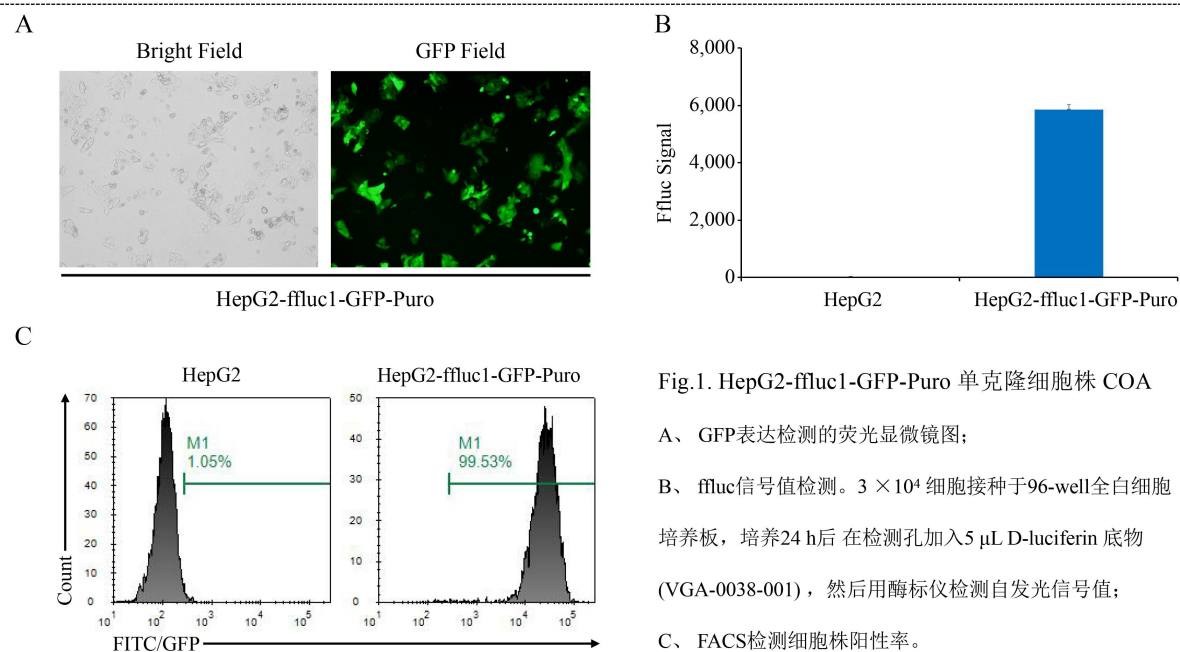 A
B
Bright Field
GFP Field
HepG2-ffluc1-GFP-Puro
8,000
6,000
4,000
2,000
0
Ffluc Signal
HepG2
HepG2-ffluc1-GFP-Puro
C
HepG2
HepG2-ffluc1-GFP-Puro
70
60
50
40
30
20
10
0
M1
1.05%
10¹
10²
10³
10⁴
10⁵
50
40
30
20
10
0
M1
99.53%
10¹
10²
10³
10⁴
10⁵
Count
FITC/GFP
Fig.1. HepG2-ffluc1-GFP-Puro 单克隆细胞株 COA
A、 GFP表达检测的荧光显微镜图；
B、 ffluc信号值检测。3 ×10⁴ 细胞接种于96-well全白细胞
培养板，培养24 h后 在检测孔加入5 μL D-luciferin 底物
(VGA-0038-001) ，然后用酶标仪检测自发光信号值；
C、 FACS检测细胞株阳性率。